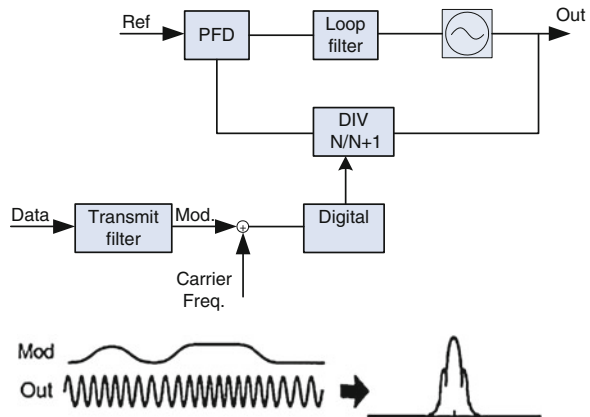 Ref
PFD
Loop
filter
Out
DIV
N/N+1
Data
Transmit
filter
Mod.
+
Digital
Carrier
Freq.
Mod
Out